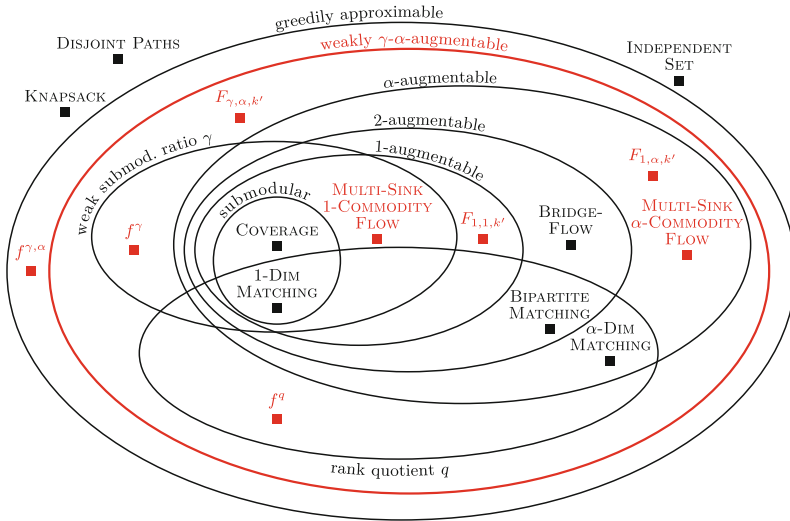 greedily approximable
DISJOINT PATHS
weakly γ-α-augmentable
INDEPENDENT
SET
α-augmentable
KNAPSACK
F_{γ,α,k′}
2-augmentable
weak submod. ratio γ
1-augmentable
submodular
F_{1,α,k′}
MULTI-SINK
1-COMMODITY
FLOW
MULTI-SINK
α-COMMODITY
FLOW
f^γ
COVERAGE
F_{1,1,k′}
BRIDGE-
FLOW
f^{γ,α}
1-DIM
MATCHING
BIPARTITE
MATCHING
α-DIM
MATCHING
f^q
rank quotient q